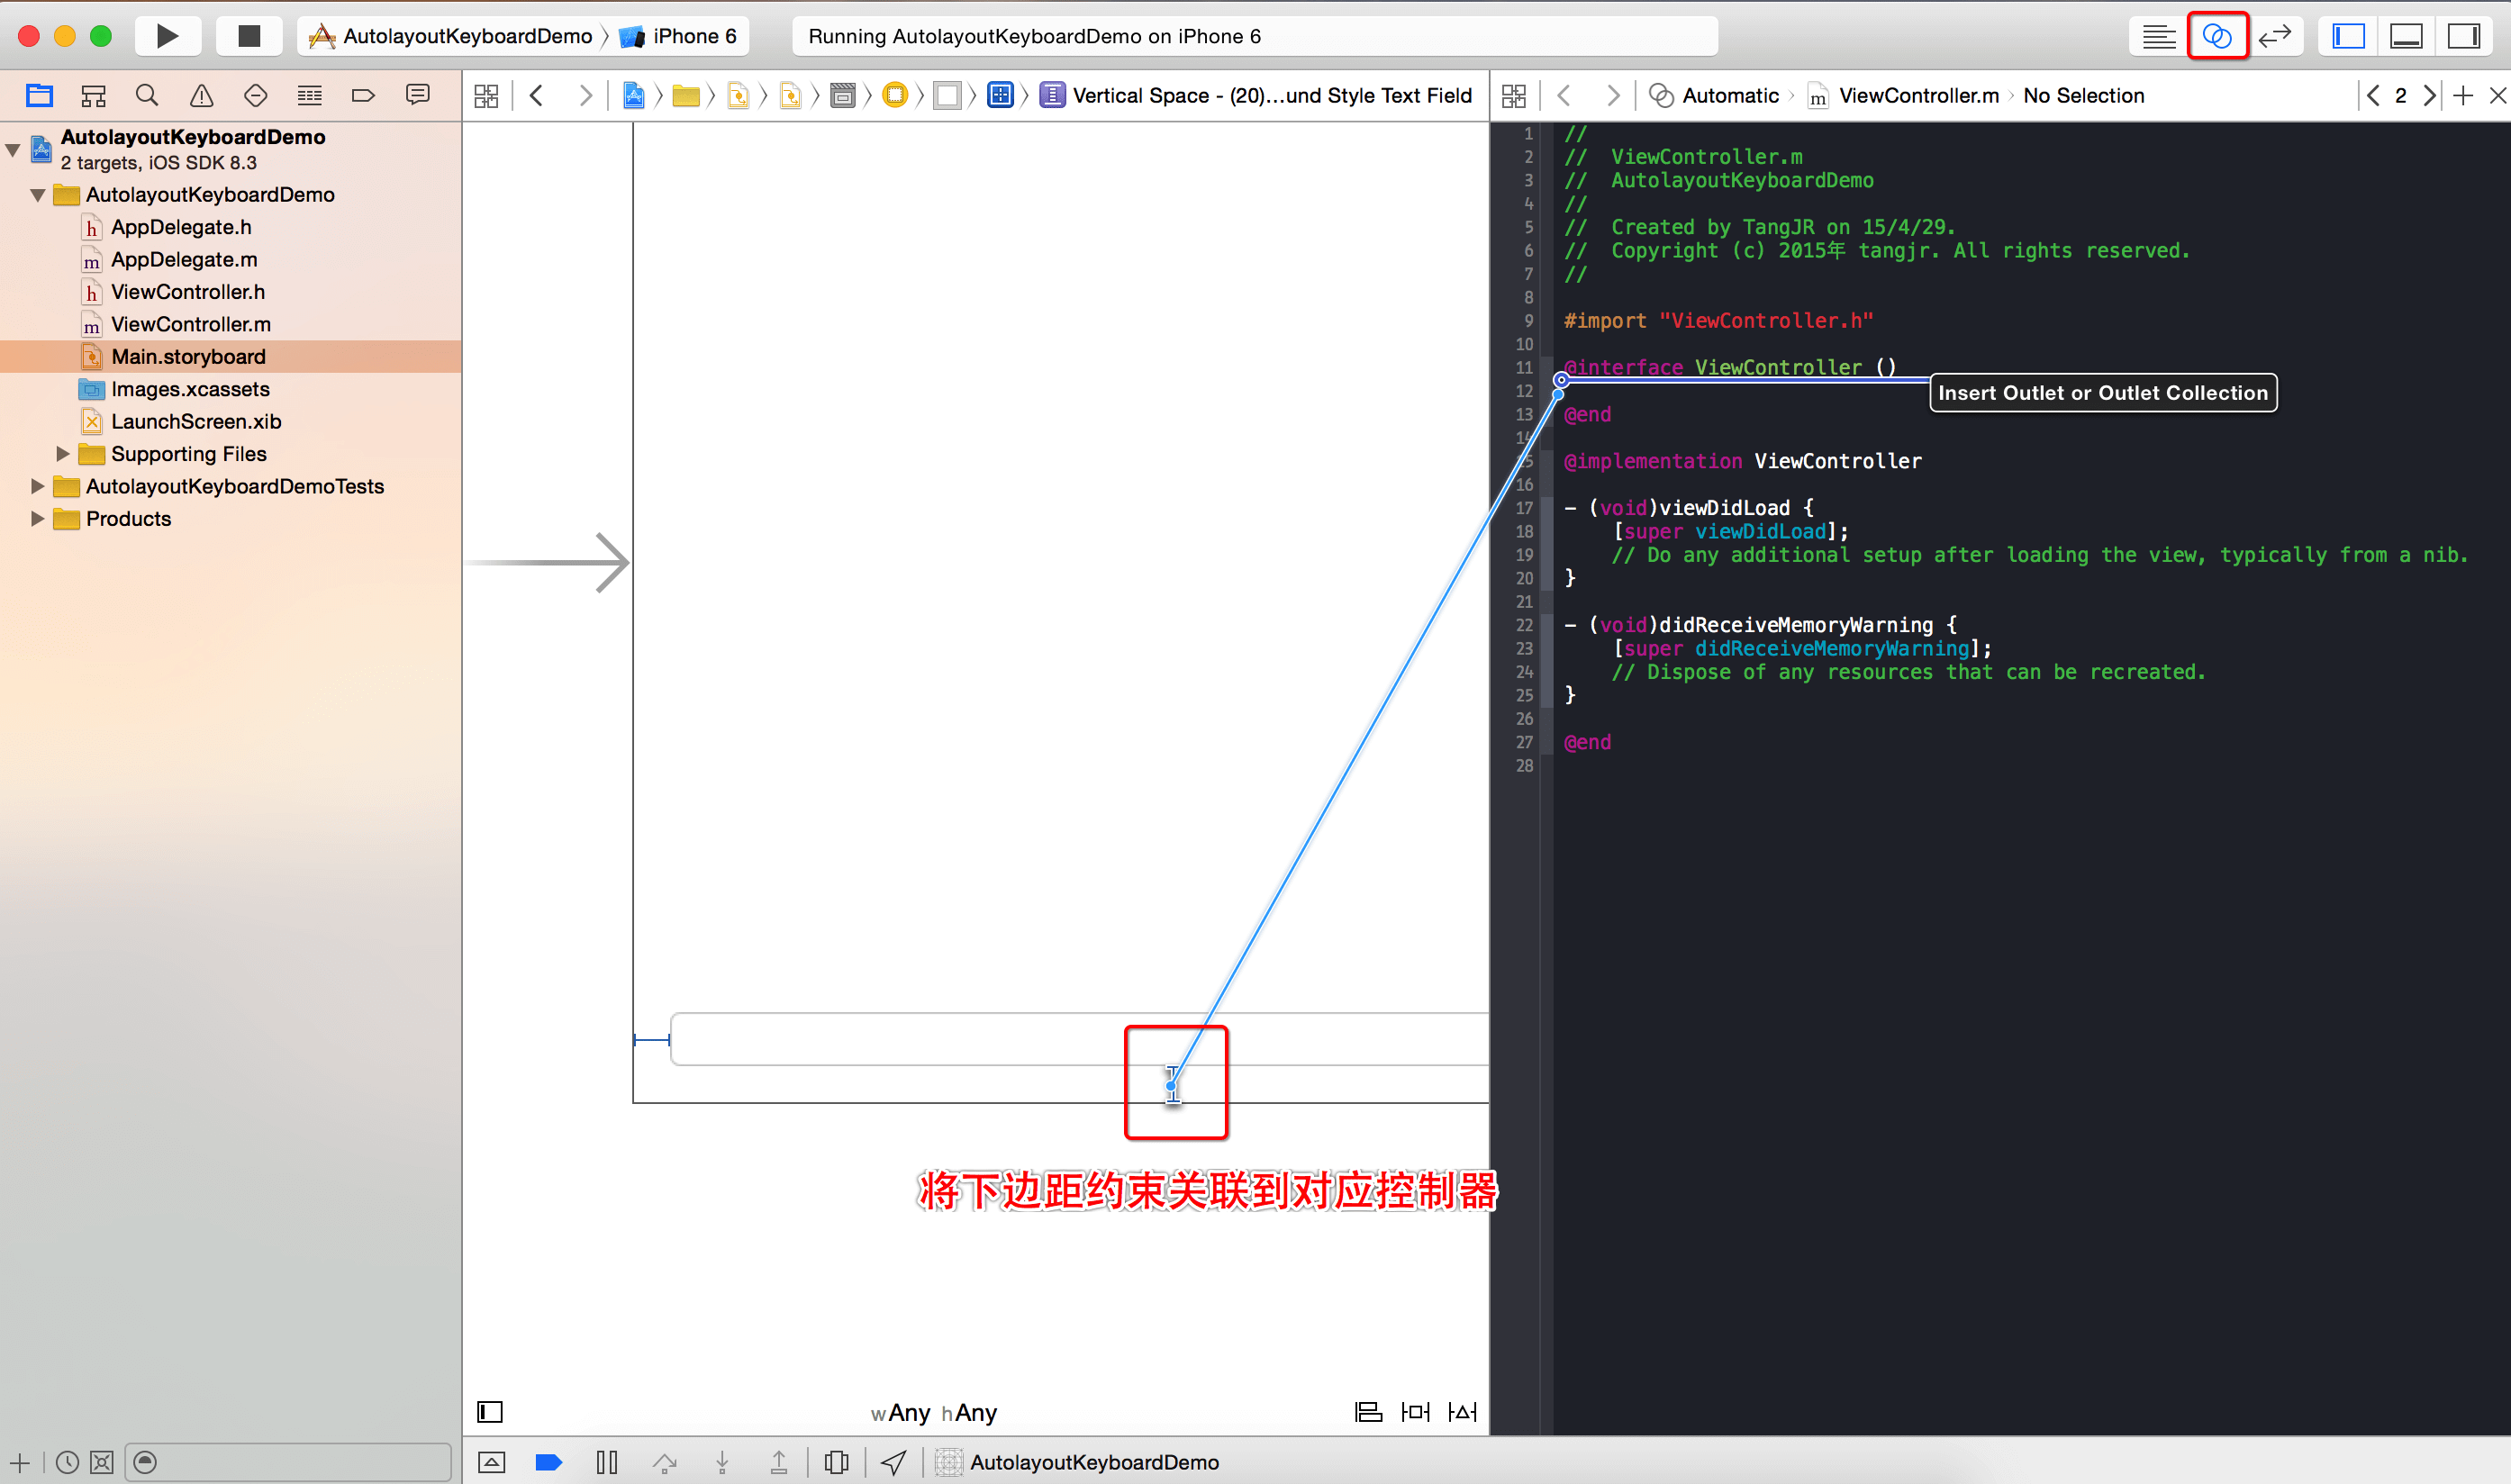 AutolayoutKeyboardDemo
iPhone 6
Running AutolayoutKeyboardDemo on iPhone 6
Vertical Space - (20)...und Style Text Field
Automatic
m ViewController.m
No Selection
2
AutolayoutKeyboardDemo
2 targets, iOS SDK 8.3
AutolayoutKeyboardDemo
h AppDelegate.h
m AppDelegate.m
h ViewController.h
m ViewController.m
Main.storyboard
Images.xcassets
LaunchScreen.xib
Supporting Files
AutolayoutKeyboardDemoTests
Products
将下边距约束关联到对应控制器
wAny hAny
AutolayoutKeyboardDemo
1 //
2 //  ViewController.m
3 //  AutolayoutKeyboardDemo
4 //
5 //  Created by TangJR on 15/4/29.
6 //  Copyright (c) 2015年 tangjr. All rights reserved.
7 //
8
9 #import "ViewController.h"
10
11 @interface ViewController ()
12
Insert Outlet or Outlet Collection
13 @end
14
15 @implementation ViewController
16
17 - (void)viewDidLoad {
18     [super viewDidLoad];
19     // Do any additional setup after loading the view, typically from a nib.
20 }
21
22 - (void)didReceiveMemoryWarning {
23     [super didReceiveMemoryWarning];
24     // Dispose of any resources that can be recreated.
25 }
26
27 @end
28